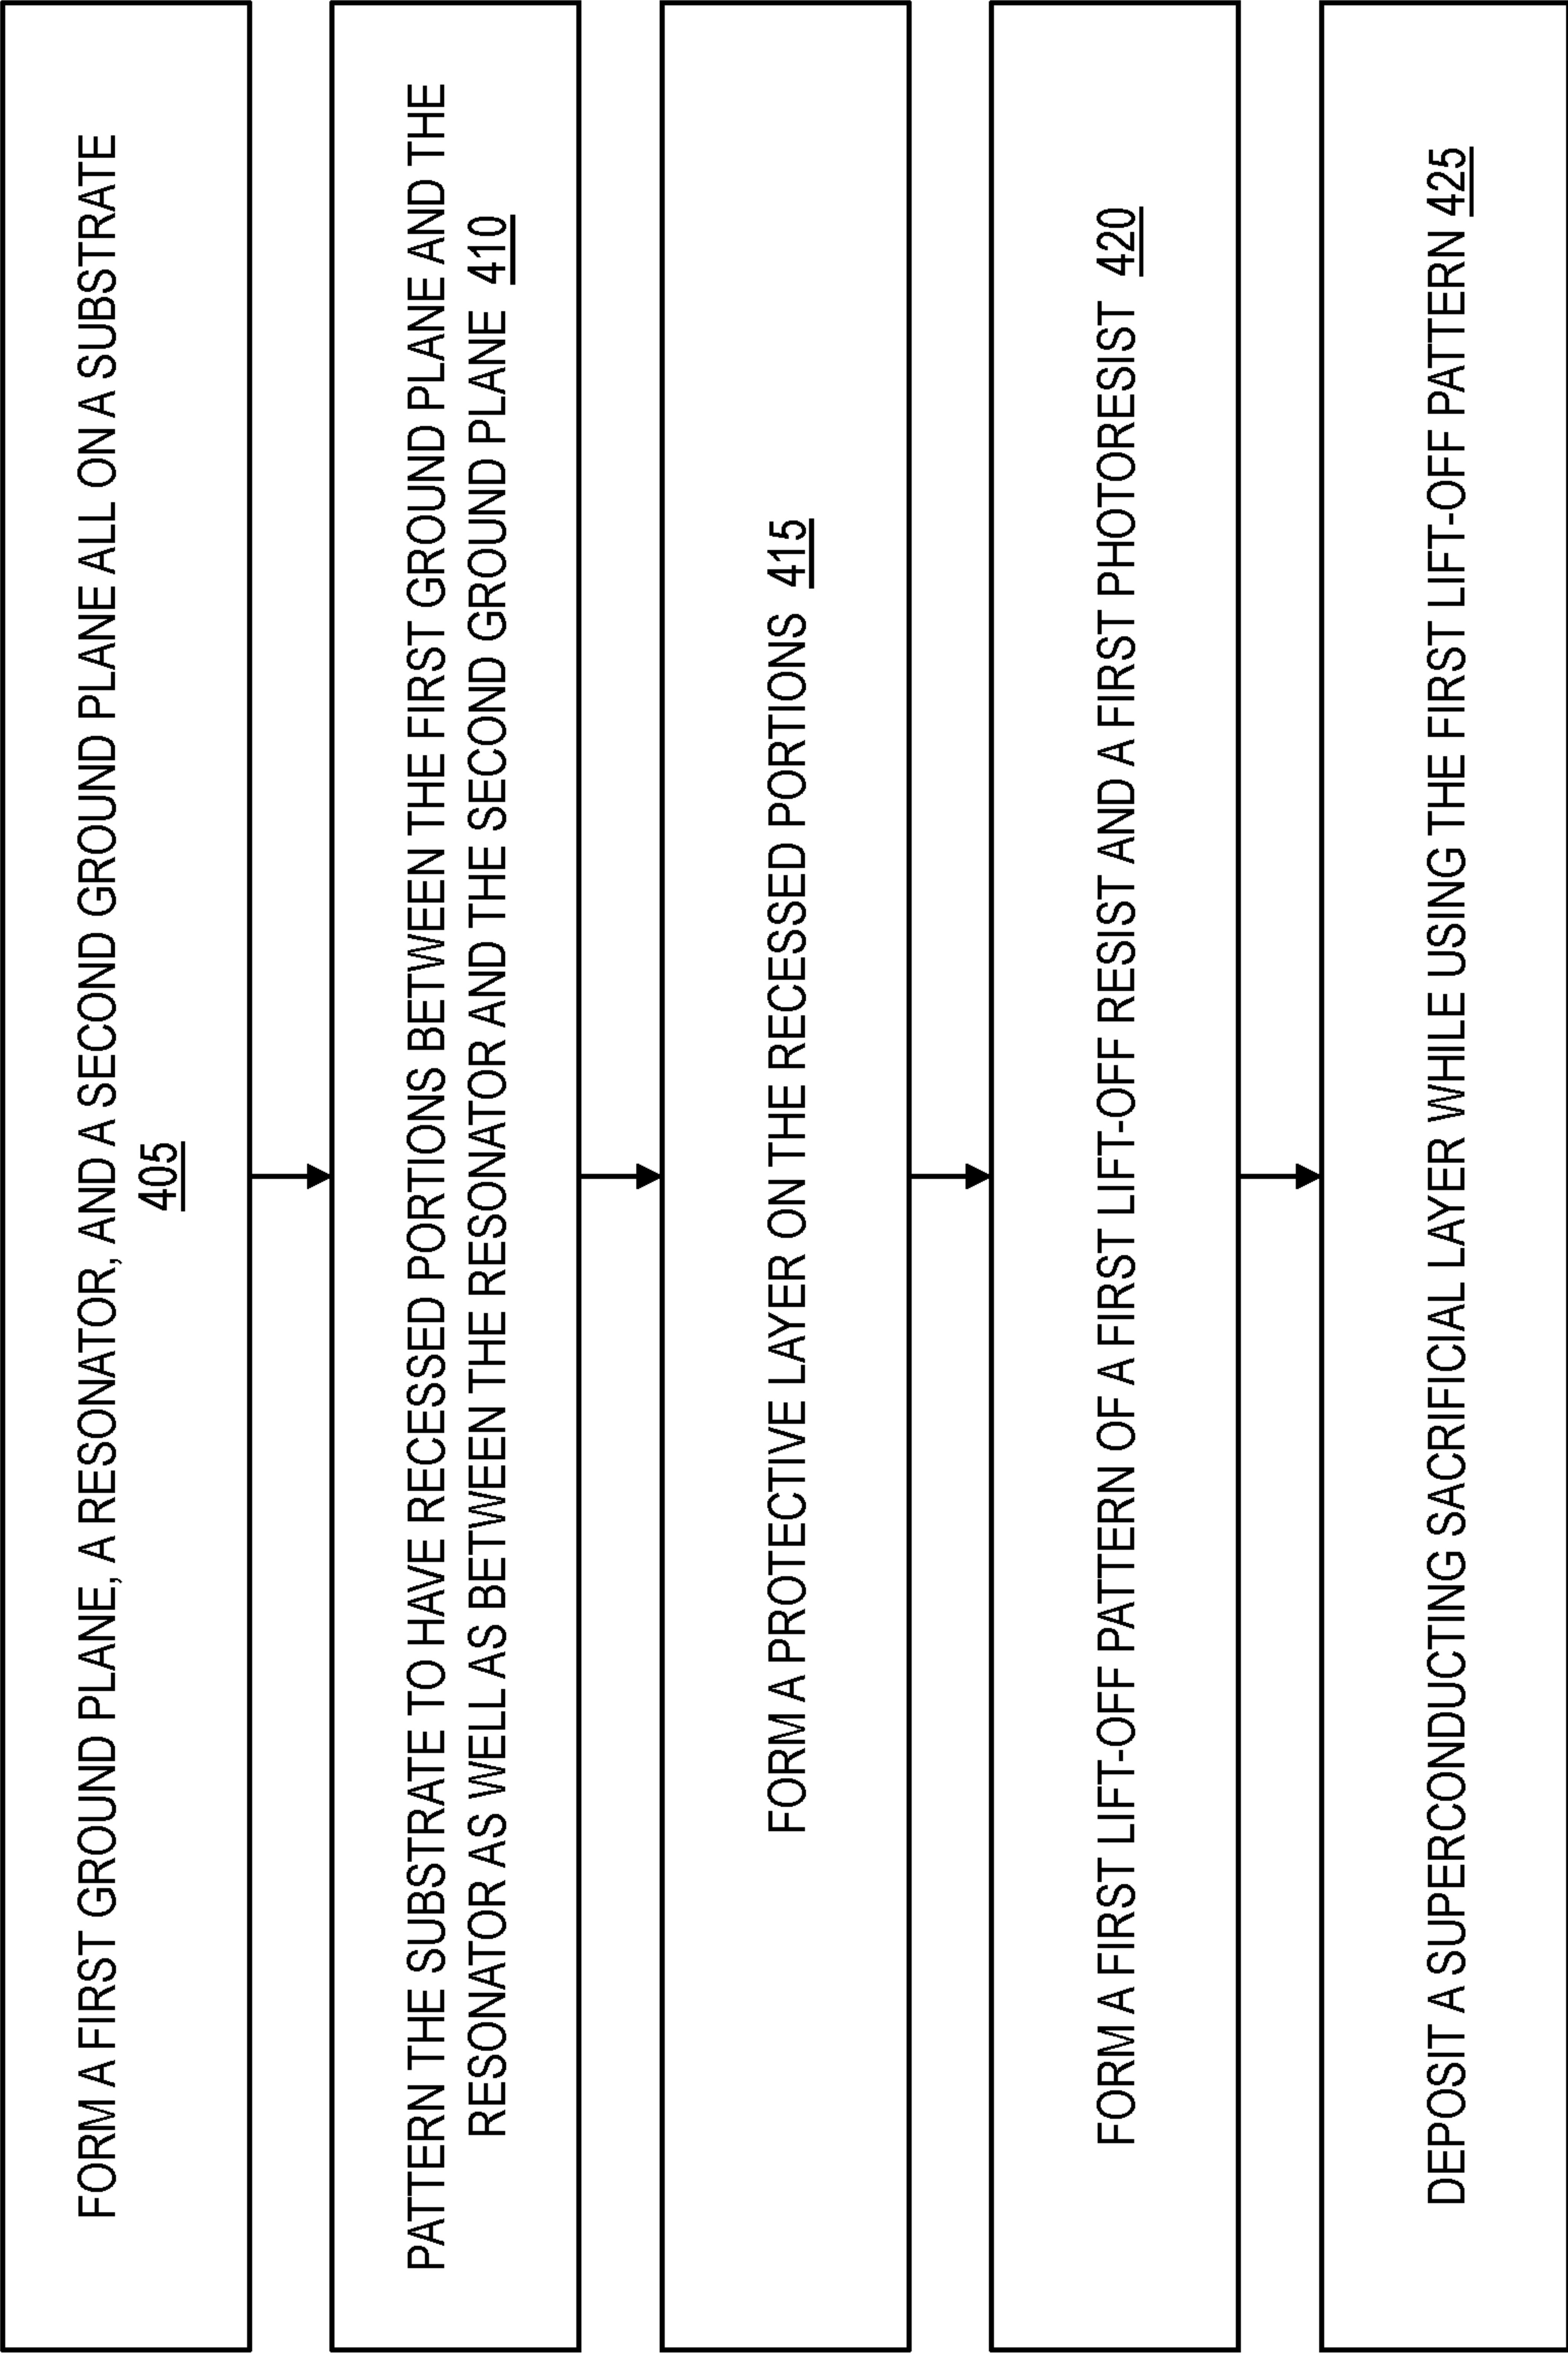 FORM A FIRST GROUND PLANE, A RESONATOR, AND A SECOND GROUND PLANE ALL ON A SUBSTRATE
405
PATTERN THE SUBSTRATE TO HAVE RECESSED PORTIONS BETWEEN THE FIRST GROUND PLANE AND THE
RESONATOR AS WELL AS BETWEEN THE RESONATOR AND THE SECOND GROUND PLANE 410
FORM A PROTECTIVE LAYER ON THE RECESSED PORTIONS 415
FORM A FIRST LIFT-OFF PATTERN OF A FIRST LIFT-OFF RESIST AND A FIRST PHOTORESIST 420
DEPOSIT A SUPERCONDUCTING SACRIFICIAL LAYER WHILE USING THE FIRST LIFT-OFF PATTERN 425